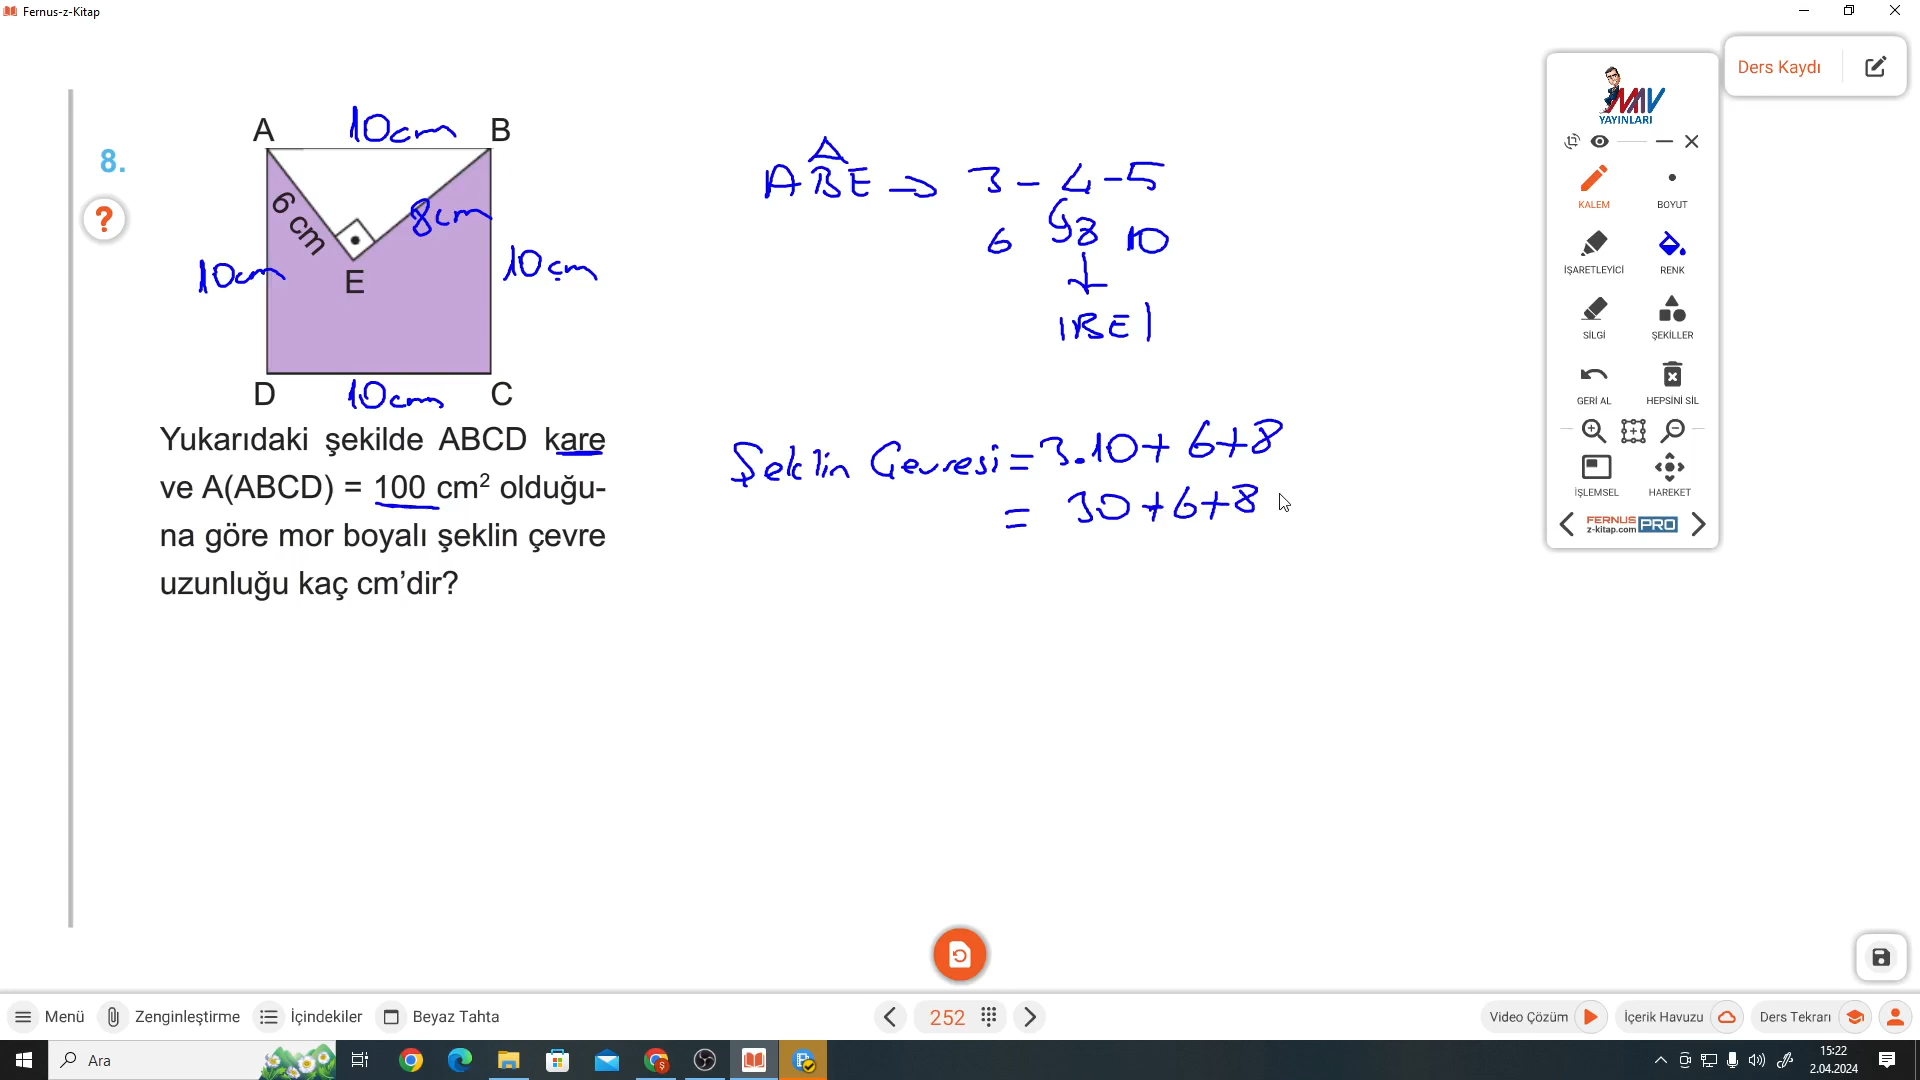 Fernus-z-Kitap
Ders Kaydı
MMV
YAYINLARI
KALEM
BOYUT
İŞARETLEYİCİ
RENK
SİLGİ
ŞEKİLLER
GERİ AL
HEPSİNİ SİL
İŞLEMSEL
HAREKET
FERNUS
z-kitap.com PRO
8.
?
A 10cm B
6 cm 8cm
10cm E 10cm
D 10cm C
Yukarıdaki şekilde ABCD kare
ve A(ABCD) = 100 cm² olduğu-
na göre mor boyalı şeklin çevre
uzunluğu kaç cm'dir?
ABE → 3 - 4 - 5
6 8 10
|BE|
Şeklin Çevresi = 3.10 + 6 + 8
= 30 + 6 + 8
Menü
Zenginleştirme
İçindekiler
Beyaz Tahta
252
Video Çözüm
İçerik Havuzu
Ders Tekrarı
Ara
15:22
2.04.2024